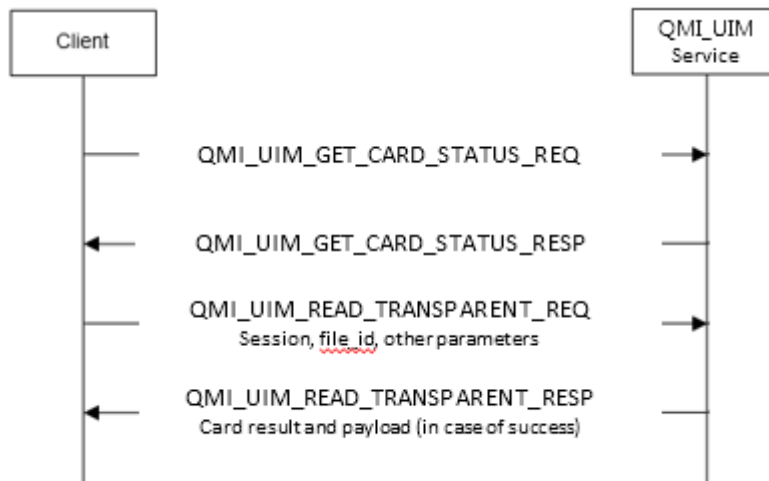 Client
QMI_UIM
Service
QMI_UIM_GET_CARD_STATUS_REQ
QMI_UIM_GET_CARD_STATUS_RESP
QMI_UIM_READ_TRANSPARENT_REQ
Session, file_id, other parameters
QMI_UIM_READ_TRANSPARENT_RESP
Card result and payload (in case of success)